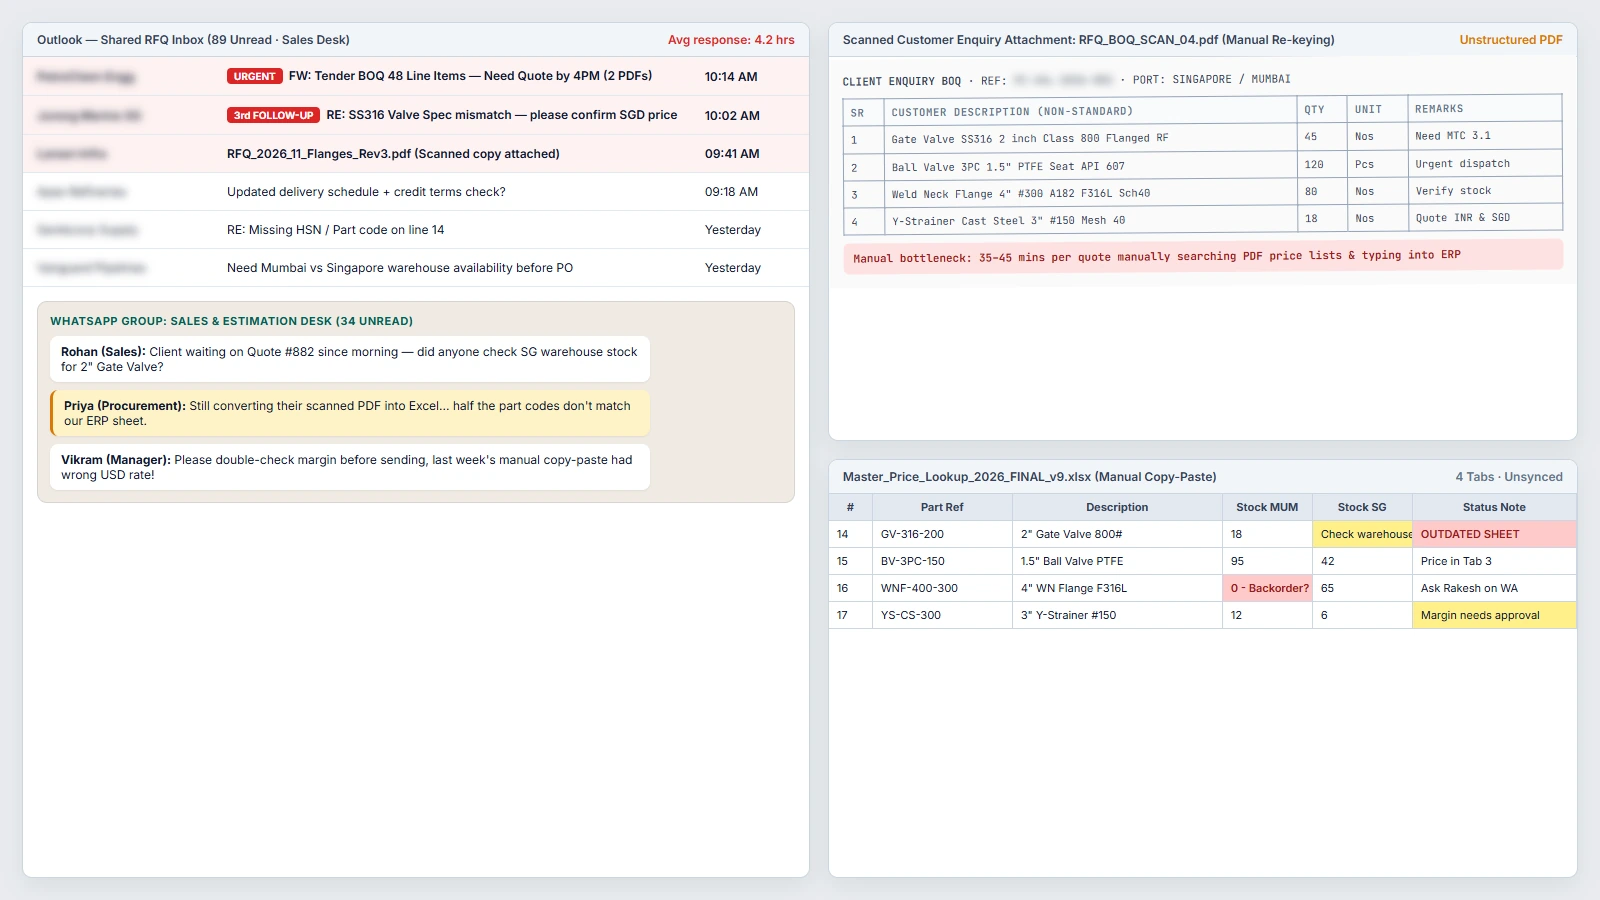 Outlook — Shared RFQ Inbox (89 Unread · Sales Desk)
Avg response: 4.2 hrs
URGENT FW: Tender BOQ 48 Line Items — Need Quote by 4PM (2 PDFs) 10:14 AM
3rd FOLLOW-UP RE: SS316 Valve Spec mismatch — please confirm SGD price 10:02 AM
RFQ_2026_11_Flanges_Rev3.pdf (Scanned copy attached) 09:41 AM
Updated delivery schedule + credit terms check? 09:18 AM
RE: Missing HSN / Part code on line 14 Yesterday
Need Mumbai vs Singapore warehouse availability before PO Yesterday
WHATSAPP GROUP: SALES & ESTIMATION DESK (34 UNREAD)
Rohan (Sales): Client waiting on Quote #882 since morning — did anyone check SG warehouse stock
for 2" Gate Valve?
Priya (Procurement): Still converting their scanned PDF into Excel... half the part codes don't match
our ERP sheet.
Vikram (Manager): Please double-check margin before sending, last week's manual copy-paste had
wrong USD rate!
Scanned Customer Enquiry Attachment: RFQ_BOQ_SCAN_04.pdf (Manual Re-keying)
Unstructured PDF
CLIENT ENQUIRY BOQ · REF: · PORT: SINGAPORE / MUMBAI
SR CUSTOMER DESCRIPTION (NON-STANDARD) QTY UNIT REMARKS
1 Gate Valve SS316 2 inch Class 800 Flanged RF 45 Nos Need MTC 3.1
2 Ball Valve 3PC 1.5" PTFE Seat API 607 120 Pcs Urgent dispatch
3 Weld Neck Flange 4" #300 A182 F316L Sch40 80 Nos Verify stock
4 Y-Strainer Cast Steel 3" #150 Mesh 40 18 Nos Quote INR & SGD
Manual bottleneck: 35–45 mins per quote manually searching PDF price lists & typing into ERP
Master_Price_Lookup_2026_FINAL_v9.xlsx (Manual Copy-Paste)
4 Tabs · Unsynced
# Part Ref Description Stock MUM Stock SG Status Note
14 GV-316-200 2" Gate Valve 800# 18 Check warehouse OUTDATED SHEET
15 BV-3PC-150 1.5" Ball Valve PTFE 95 42 Price in Tab 3
16 WNF-400-300 4" WN Flange F316L 0 - Backorder? 65 Ask Rakesh on WA
17 YS-CS-300 3" Y-Strainer #150 12 6 Margin needs approval